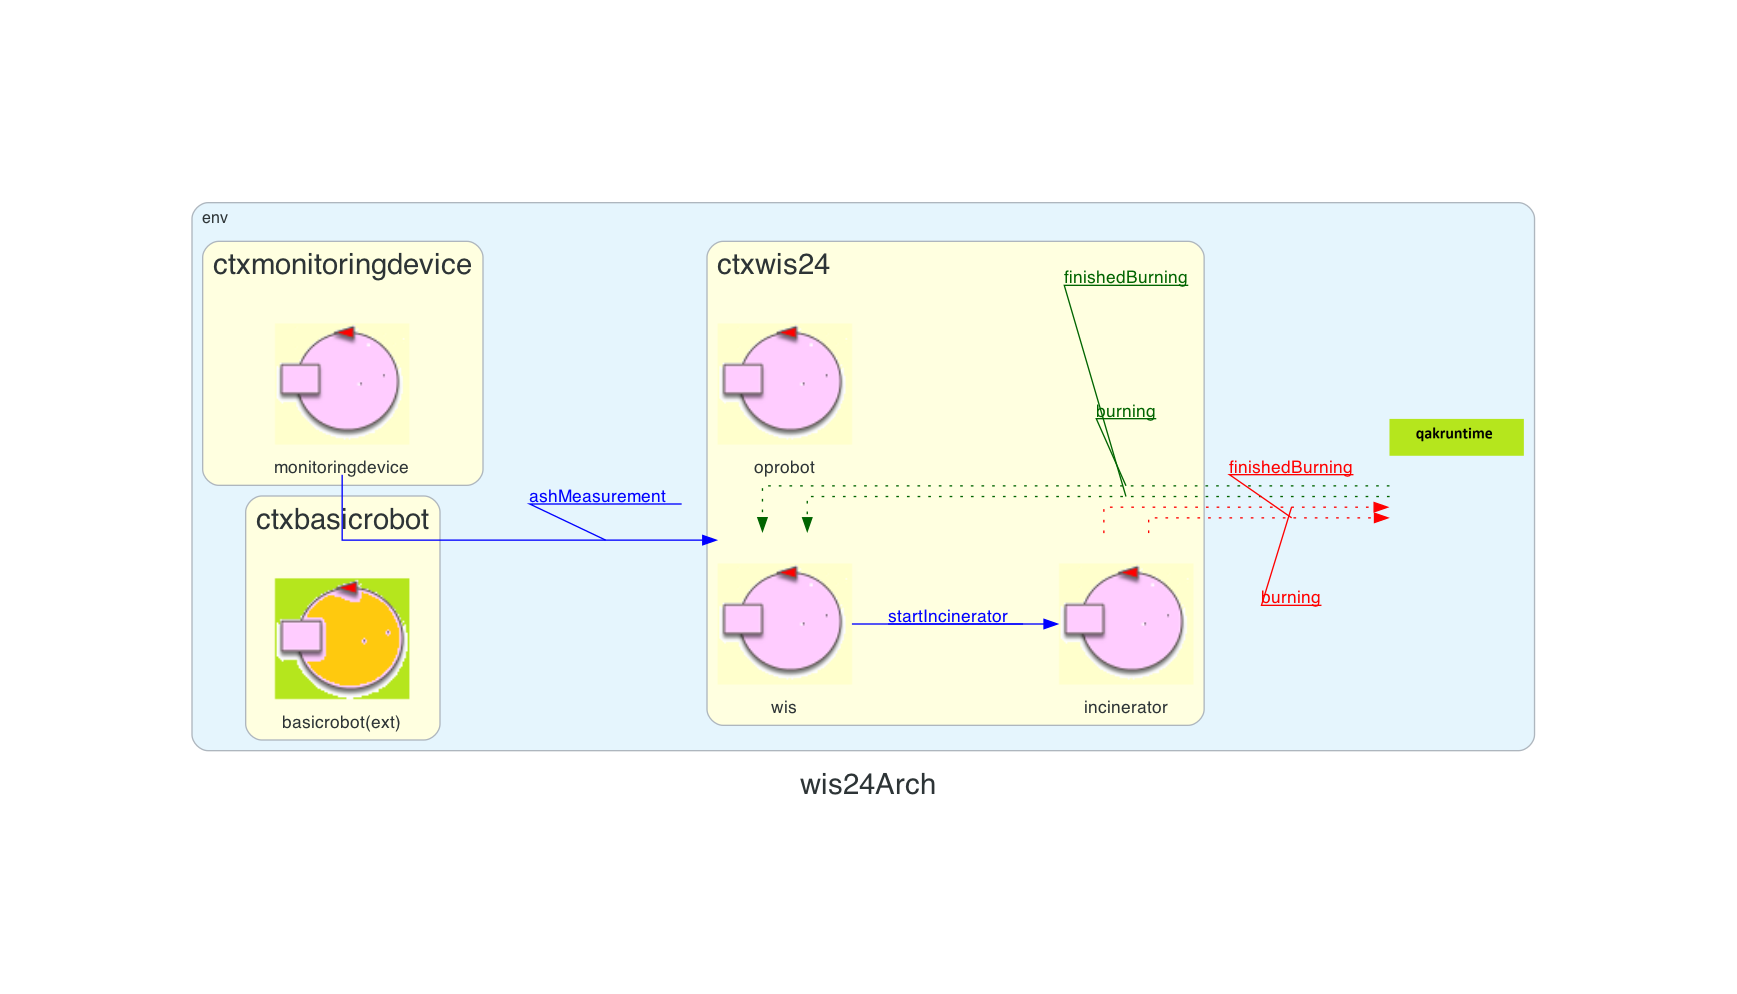 env
ctxmonitoringdevice
monitoringdevice
ctxbasicrobot
basicrobot(ext)
ashMeasurement
ctxwis24
oprobot
finishedBurning
burning
wis
startIncinerator
incinerator
qakruntime
finishedBurning
burning
wis24Arch